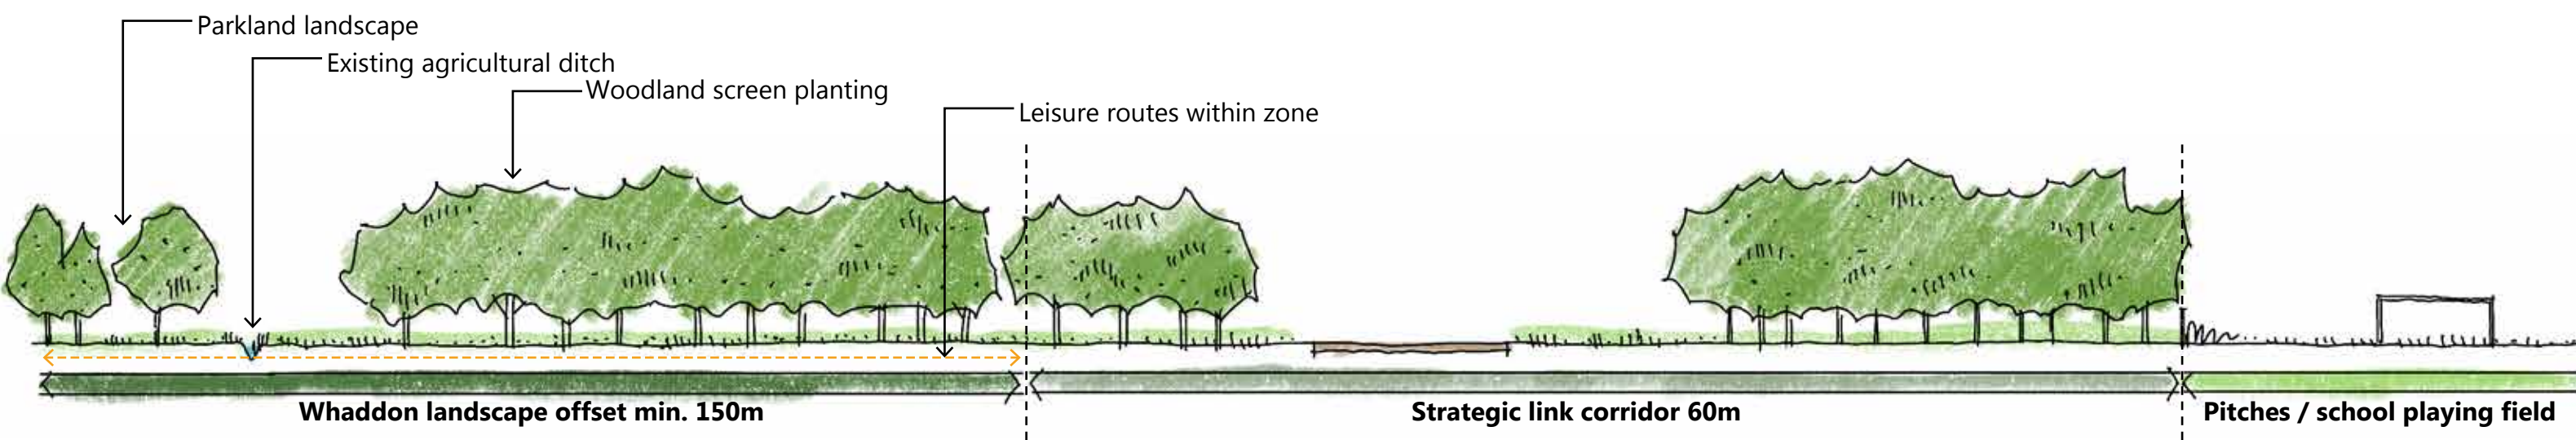 Parkland landscape
Existing agricultural ditch
Woodland screen planting
Leisure routes within zone
Whaddon landscape offset min. 150m
Strategic link corridor 60m
Pitches / school playing field